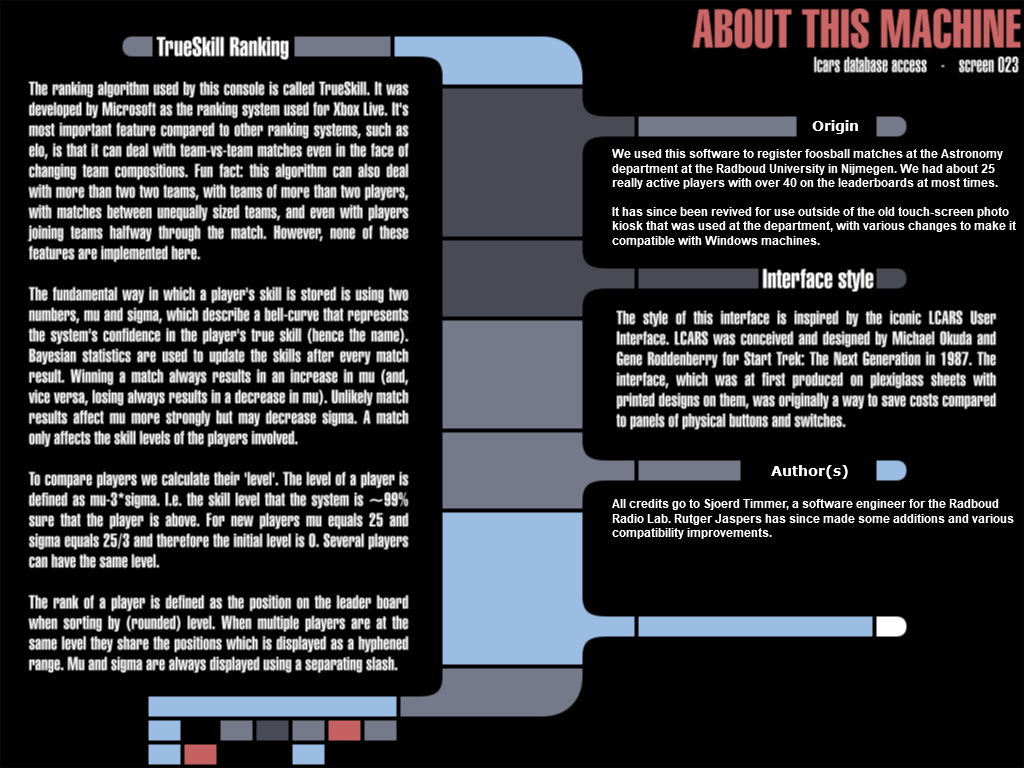 ABOUT THIS MACHINE
lcars database access - screen 023
TrueSkill Ranking
The ranking algorithm used by this console is called TrueSkill. It was
developed by Microsoft as the ranking system used for Xbox Live. It's
most important feature compared to other ranking systems, such as
elo, is that it can deal with team-vs-team matches even in the face of
changing team compositions. Fun fact: this algorithm can also deal
with more than two two teams, with teams of more than two players,
with matches between unequally sized teams, and even with players
joining teams halfway through the match. However, none of these
features are implemented here.
The fundamental way in which a player's skill is stored is using two
numbers, mu and sigma, which describe a bell-curve that represents
the system's confidence in the player's true skill (hence the name).
Bayesian statistics are used to update the skills after every match
result. Winning a match always results in an increase in mu (and,
vice versa, losing always results in a decrease in mu). Unlikely match
results affect mu more strongly but may decrease sigma. A match
only affects the skill levels of the players involved.
To compare players we calculate their 'level'. The level of a player is
defined as mu-3*sigma. I.e. the skill level that the system is ~99%
sure that the player is above. For new players mu equals 25 and
sigma equals 25/3 and therefore the initial level is 0. Several players
can have the same level.
The rank of a player is defined as the position on the leader board
when sorting by (rounded) level. When multiple players are at the
same level they share the positions which is displayed as a hyphened
range. Mu and sigma are always displayed using a separating slash.
Origin
We used this software to register foosball matches at the Astronomy
department at the Radboud University in Nijmegen. We had about 25
really active players with over 40 on the leaderboards at most times.
It has since been revived for use outside of the old touch-screen photo
kiosk that was used at the department, with various changes to make it
compatible with Windows machines.
Interface style
The style of this interface is inspired by the iconic LCARS User
Interface. LCARS was conceived and designed by Michael Okuda and
Gene Roddenberry for Start Trek: The Next Generation in 1987. The
interface, which was at first produced on plexiglass sheets with
printed designs on them, was originally a way to save costs compared
to panels of physical buttons and switches.
Author(s)
All credits go to Sjoerd Timmer, a software engineer for the Radboud
Radio Lab. Rutger Jaspers has since made some additions and various
compatibility improvements.